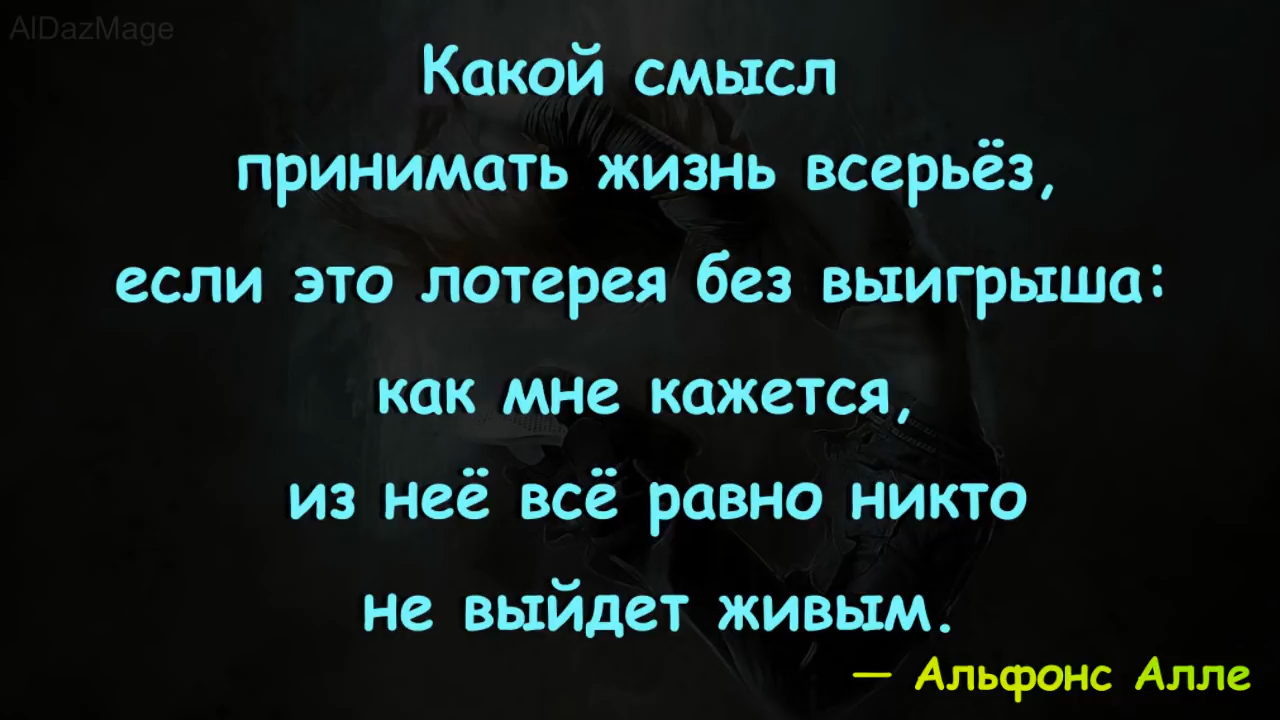 AlDazMage
Какой смысл
принимать жизнь всерьёз,
если это лотерея без выигрыша:
как мне кажется,
из неё всё равно никто
не выйдет живым.
— Альфонс Алле